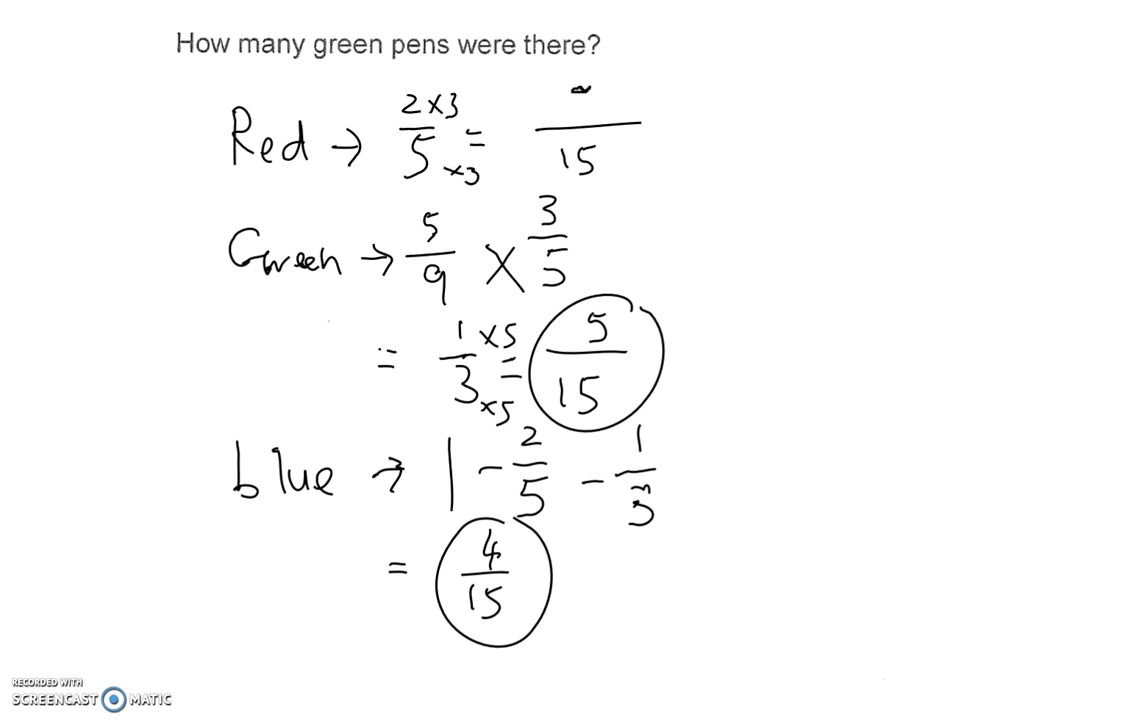 How many green pens were there?
Red → 2×3/5×3 = /15
Green → 5/9 × 3/5
= 1×5/3×5 = 5/15
blue → 1 - 2/5 - 1/3
= 4/15
RECORDED WITH
SCREENCAST MATIC